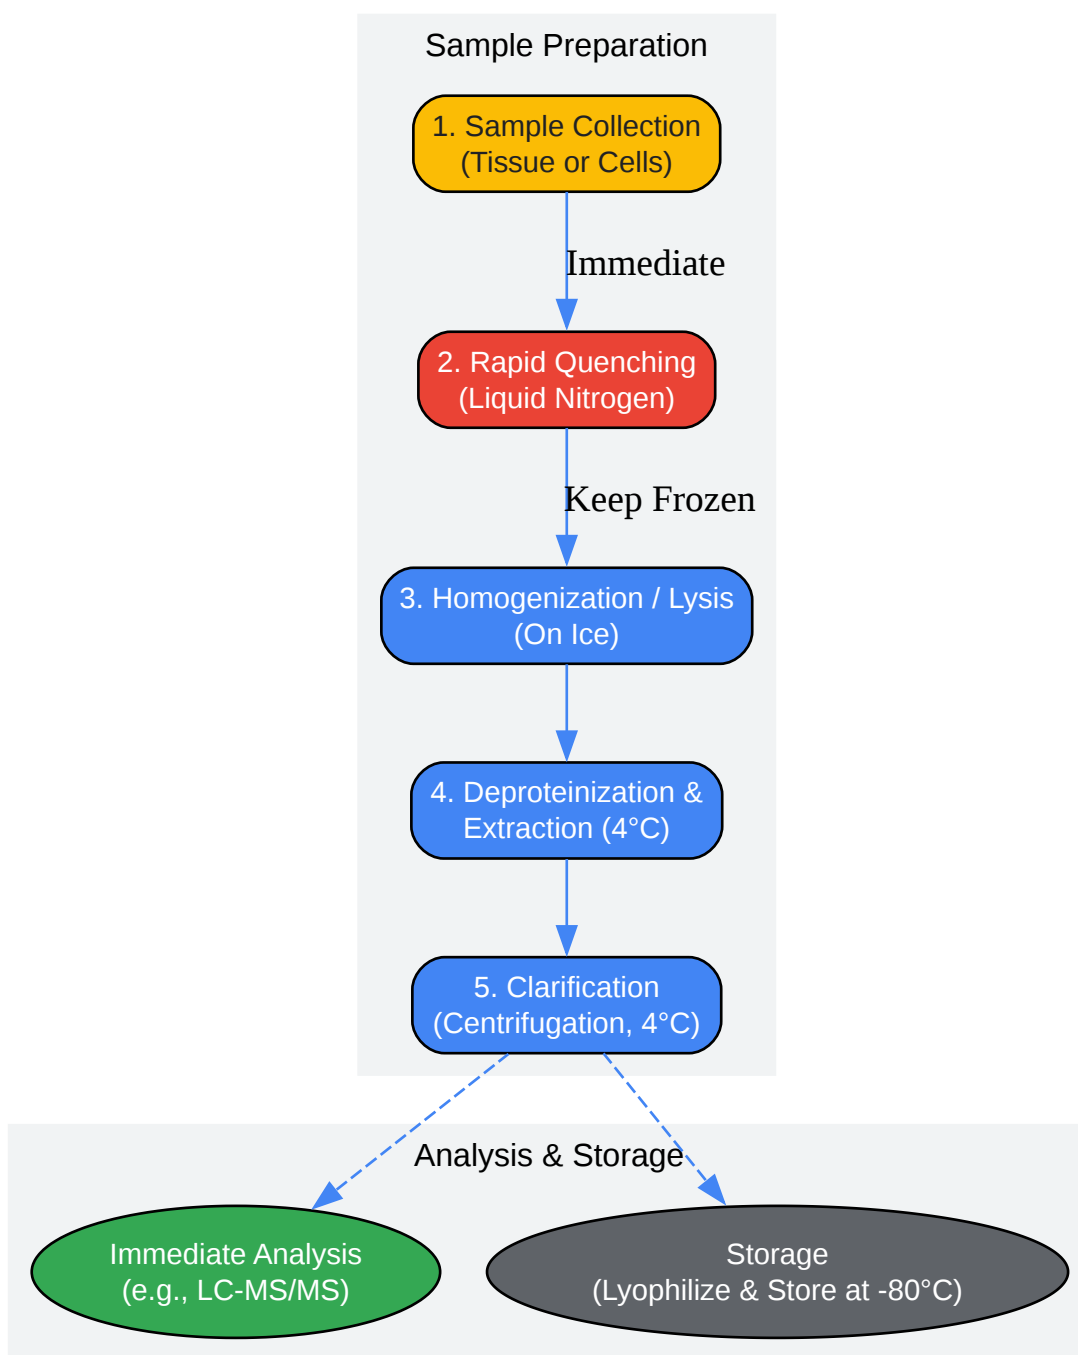 Sample Preparation
1. Sample Collection
(Tissue or Cells)
Immediate
2. Rapid Quenching
(Liquid Nitrogen)
Keep Frozen
3. Homogenization / Lysis
(On Ice)
4. Deproteinization &
Extraction (4°C)
5. Clarification
(Centrifugation, 4°C)
Analysis & Storage
Immediate Analysis
(e.g., LC-MS/MS)
Storage
(Lyophilize & Store at -80°C)